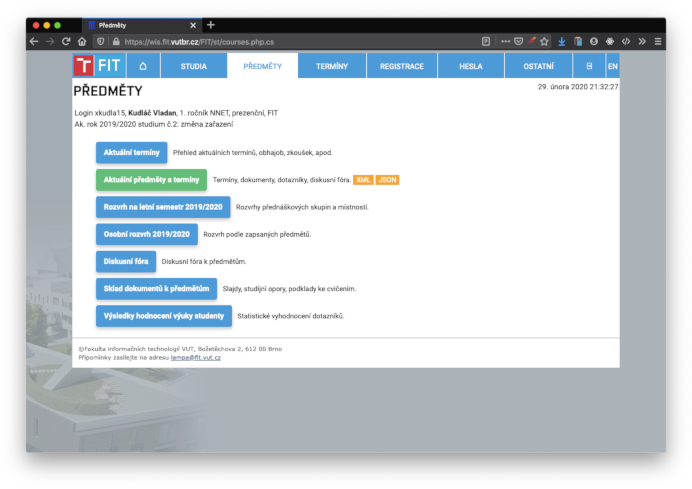 Předměty
https://wis.fit.vutbr.cz/FIT/st/courses.php.cs
FIT
STUDIA
PŘEDMĚTY
TERMÍNY
REGISTRACE
HESLA
OSTATNÍ
EN
PŘEDMĚTY
29. února 2020 21:32:27
Login xkudla15, Kudláč Vladan, 1. ročník NNET, prezenční, FIT
Ak. rok 2019/2020 studium č.2: změna zařazení
Aktuální termíny Přehled aktuálních termínů, obhajob, zkoušek, apod.
Aktuální předměty a termíny Termíny, dokumenty, dotazníky, diskusní fóra. XML JSON
Rozvrh na letní semestr 2019/2020 Rozvrhy přednáškových skupin a místností.
Osobní rozvrh 2019/2020 Rozvrh podle zapsaných předmětů.
Diskusní fóra Diskusní fóra k předmětům.
Sklad dokumentů k předmětům Slajdy, studijní opory, podklady ke cvičením.
Výsledky hodnocení výuky studenty Statistické vyhodnocení dotazníků.
©Fakulta informačních technologií VUT, Božetěchova 2, 612 00 Brno
Připomínky zasílejte na adresu lampa@fit.vut.cz